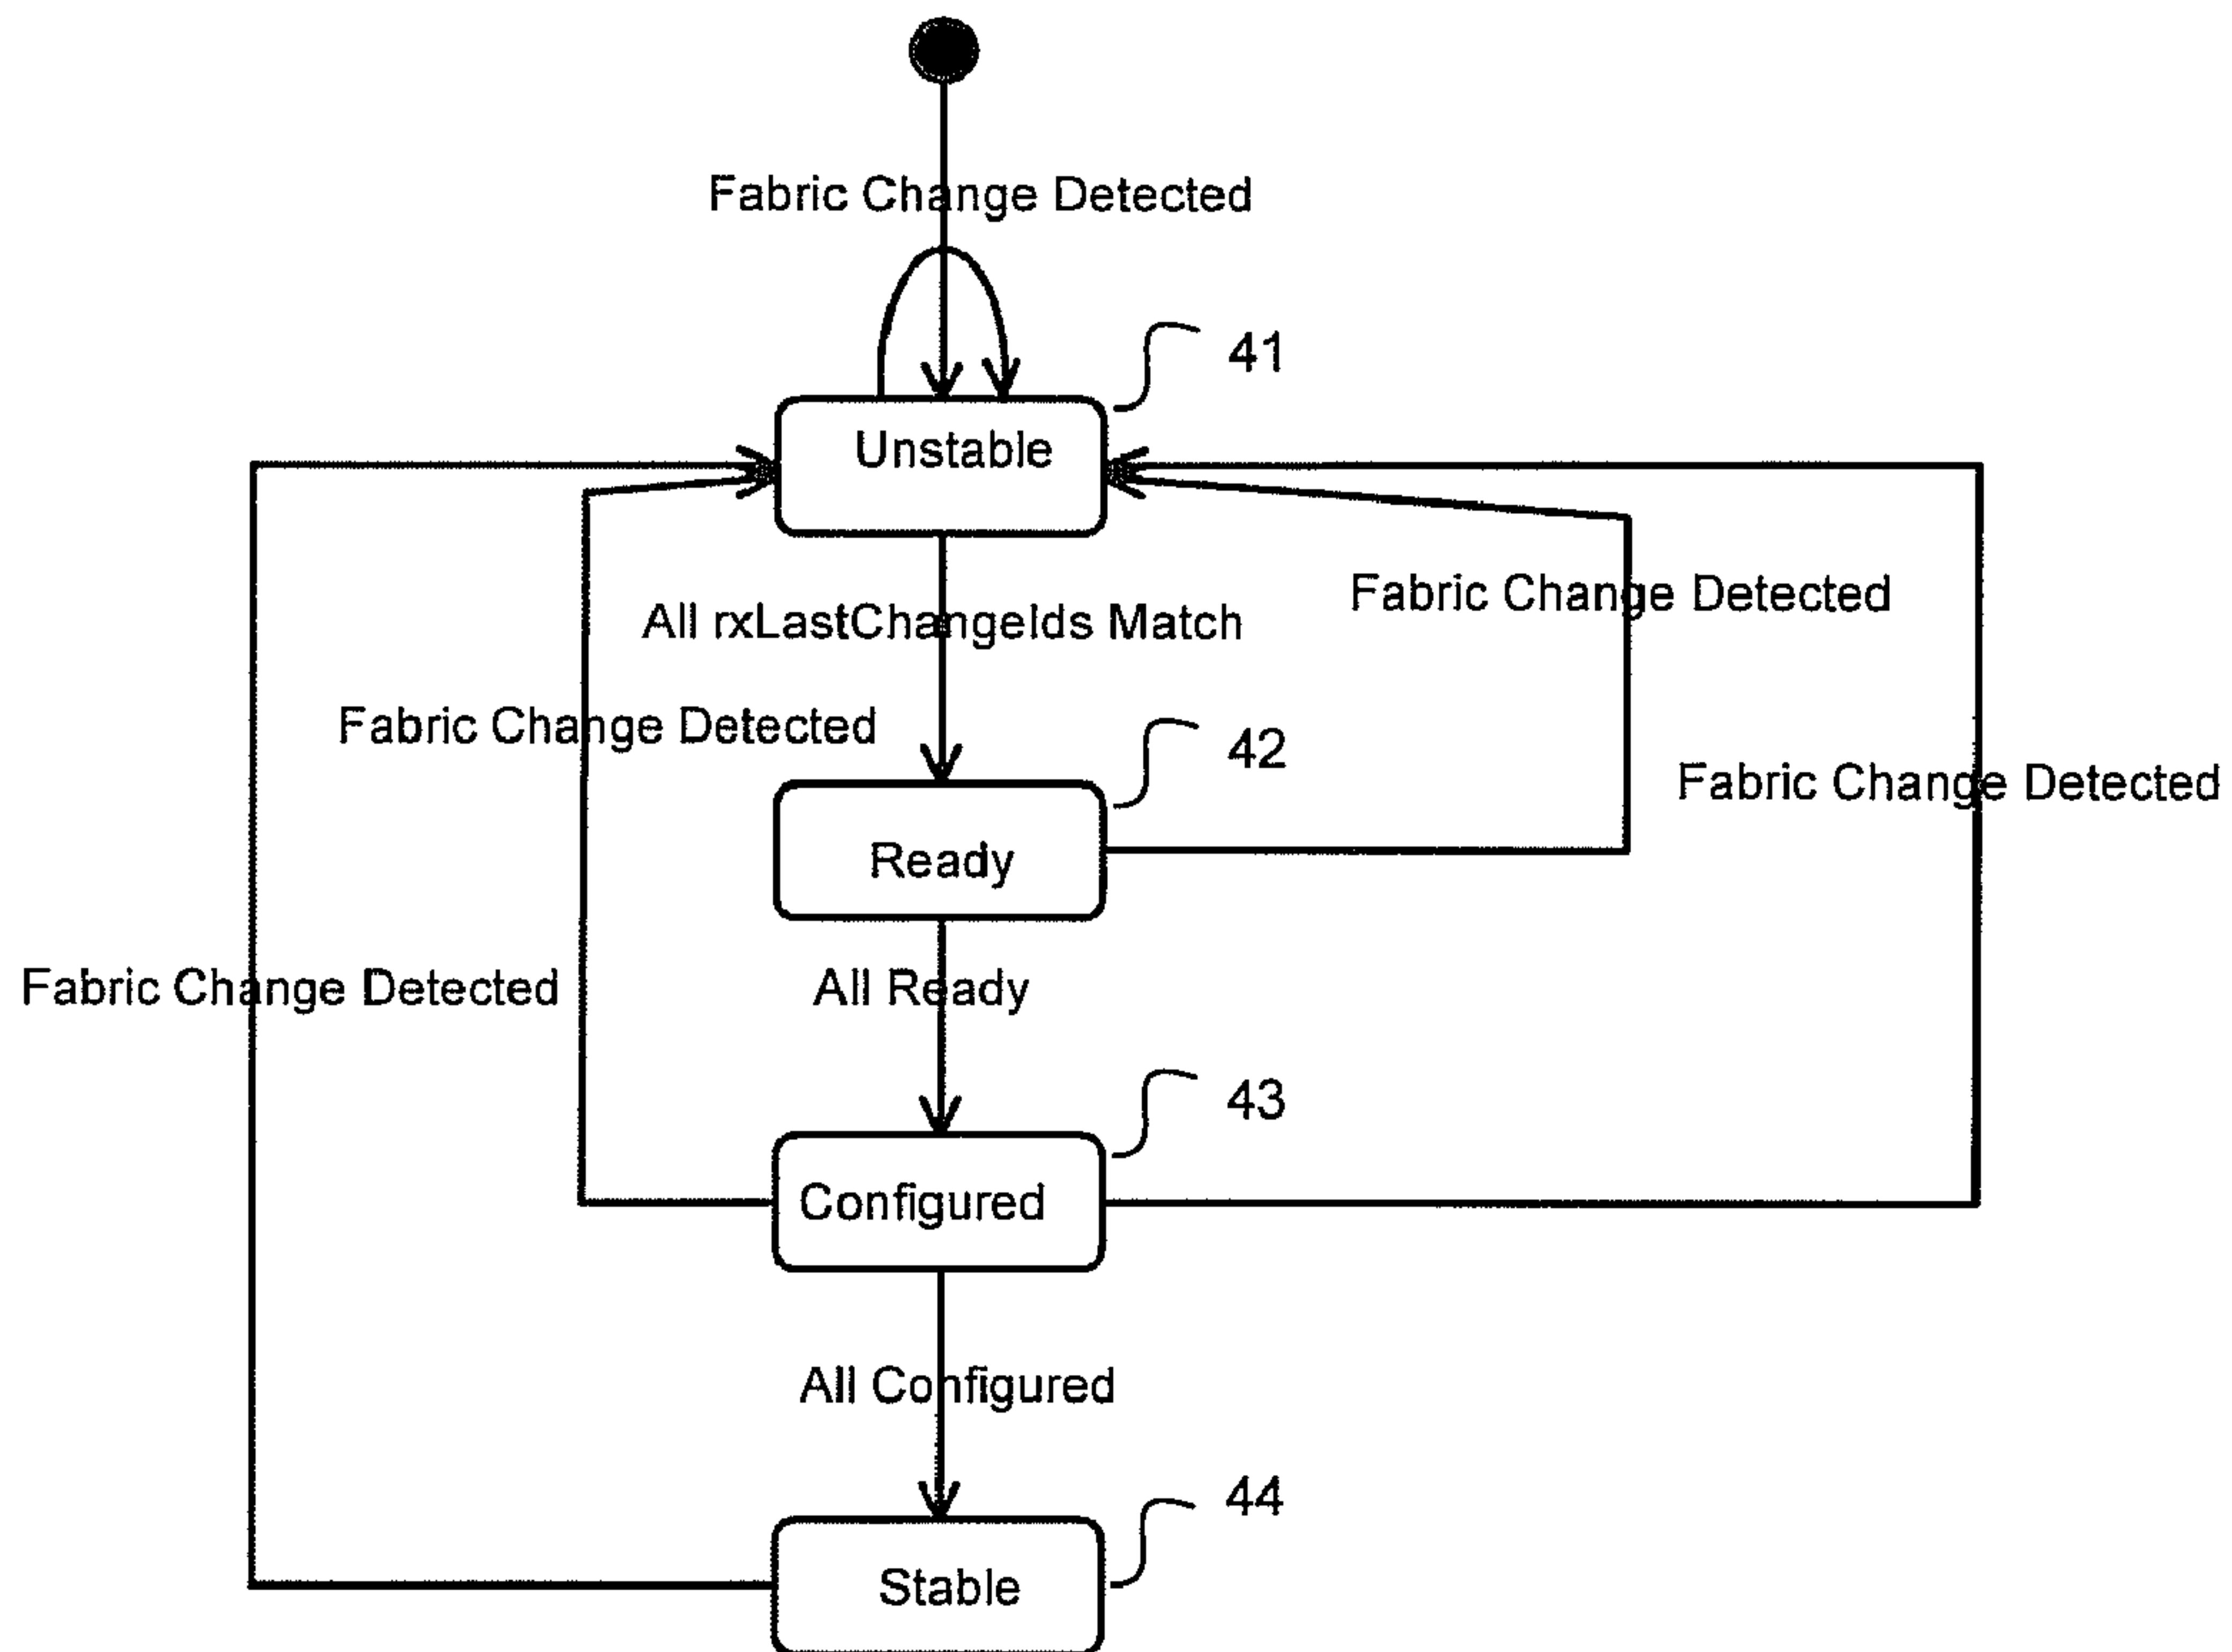 Fabric Change Detected
41
Unstable
Fabric Change Detected
All rxLastChangeIds Match
Fabric Change Detected
42
Fabric Change Detected
Ready
Fabric Change Detected
All Ready
43
Configured
All Configured
44
Stable